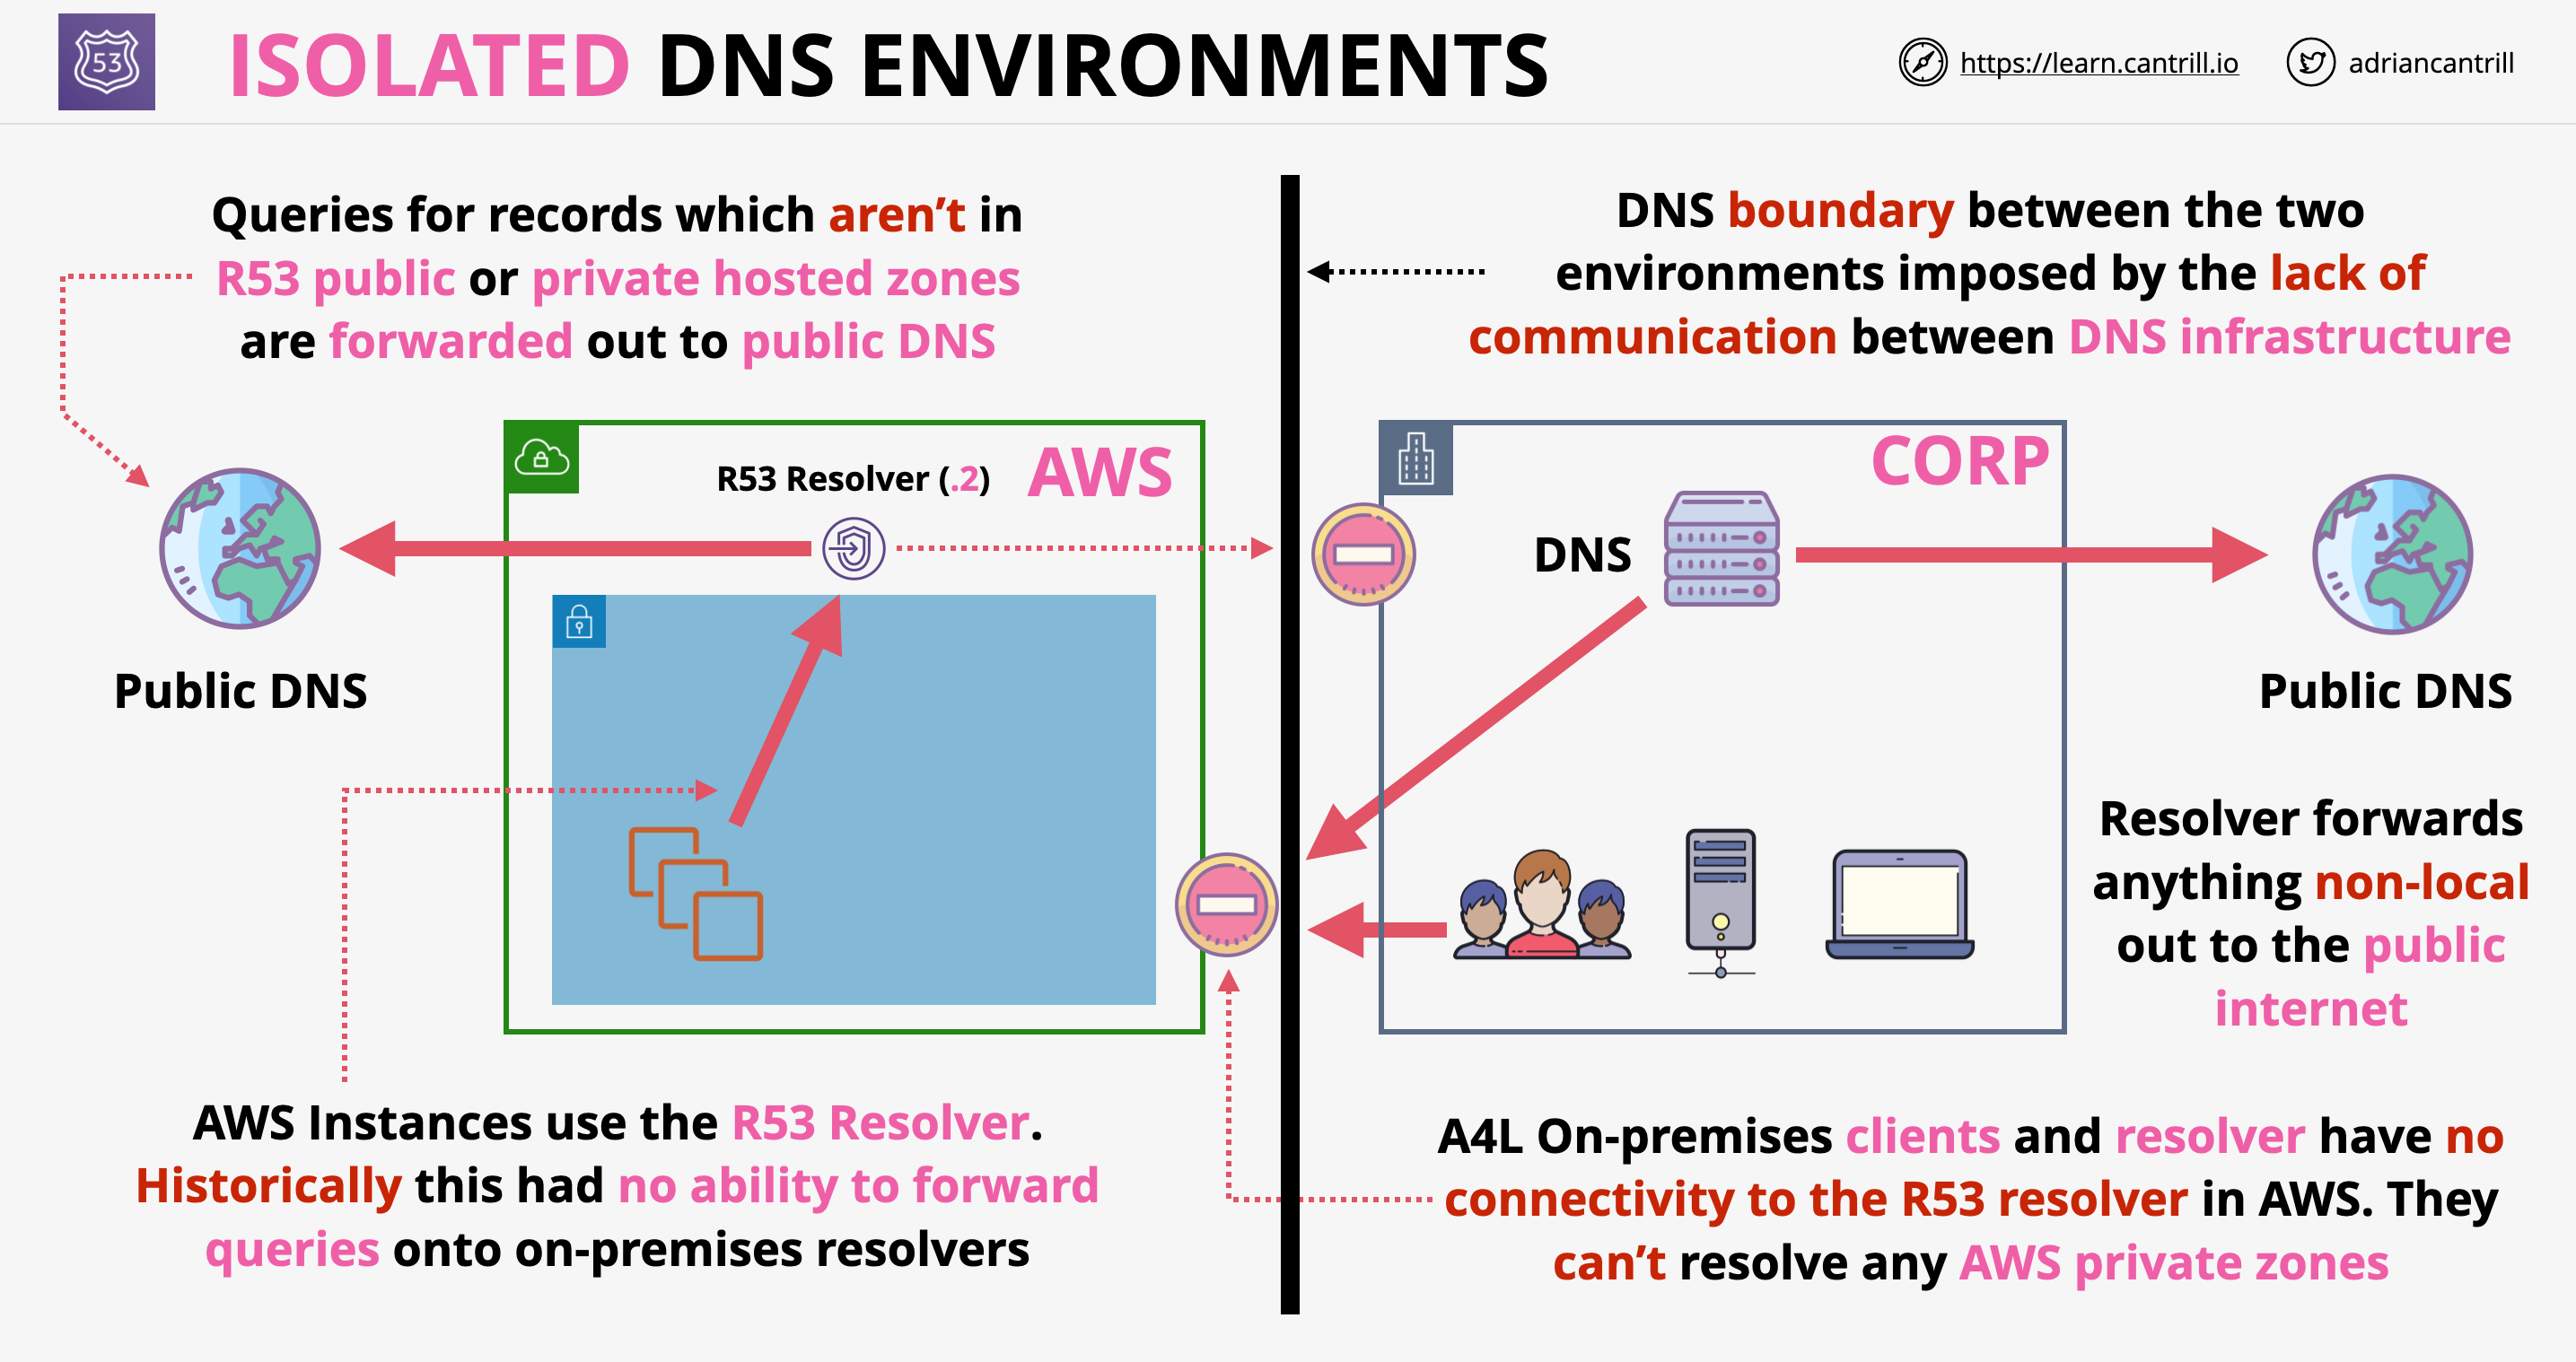 53
ISOLATED DNS ENVIRONMENTS
https://learn.cantrill.io
adriancantrill
Queries for records which aren’t in
R53 public or private hosted zones
are forwarded out to public DNS
DNS boundary between the two
environments imposed by the lack of
communication between DNS infrastructure
R53 Resolver (.2)
AWS
CORP
DNS
Public DNS
Public DNS
Resolver forwards
anything non-local
out to the public
internet
AWS Instances use the R53 Resolver.
Historically this had no ability to forward
queries onto on-premises resolvers
A4L On-premises clients and resolver have no
connectivity to the R53 resolver in AWS. They
can’t resolve any AWS private zones